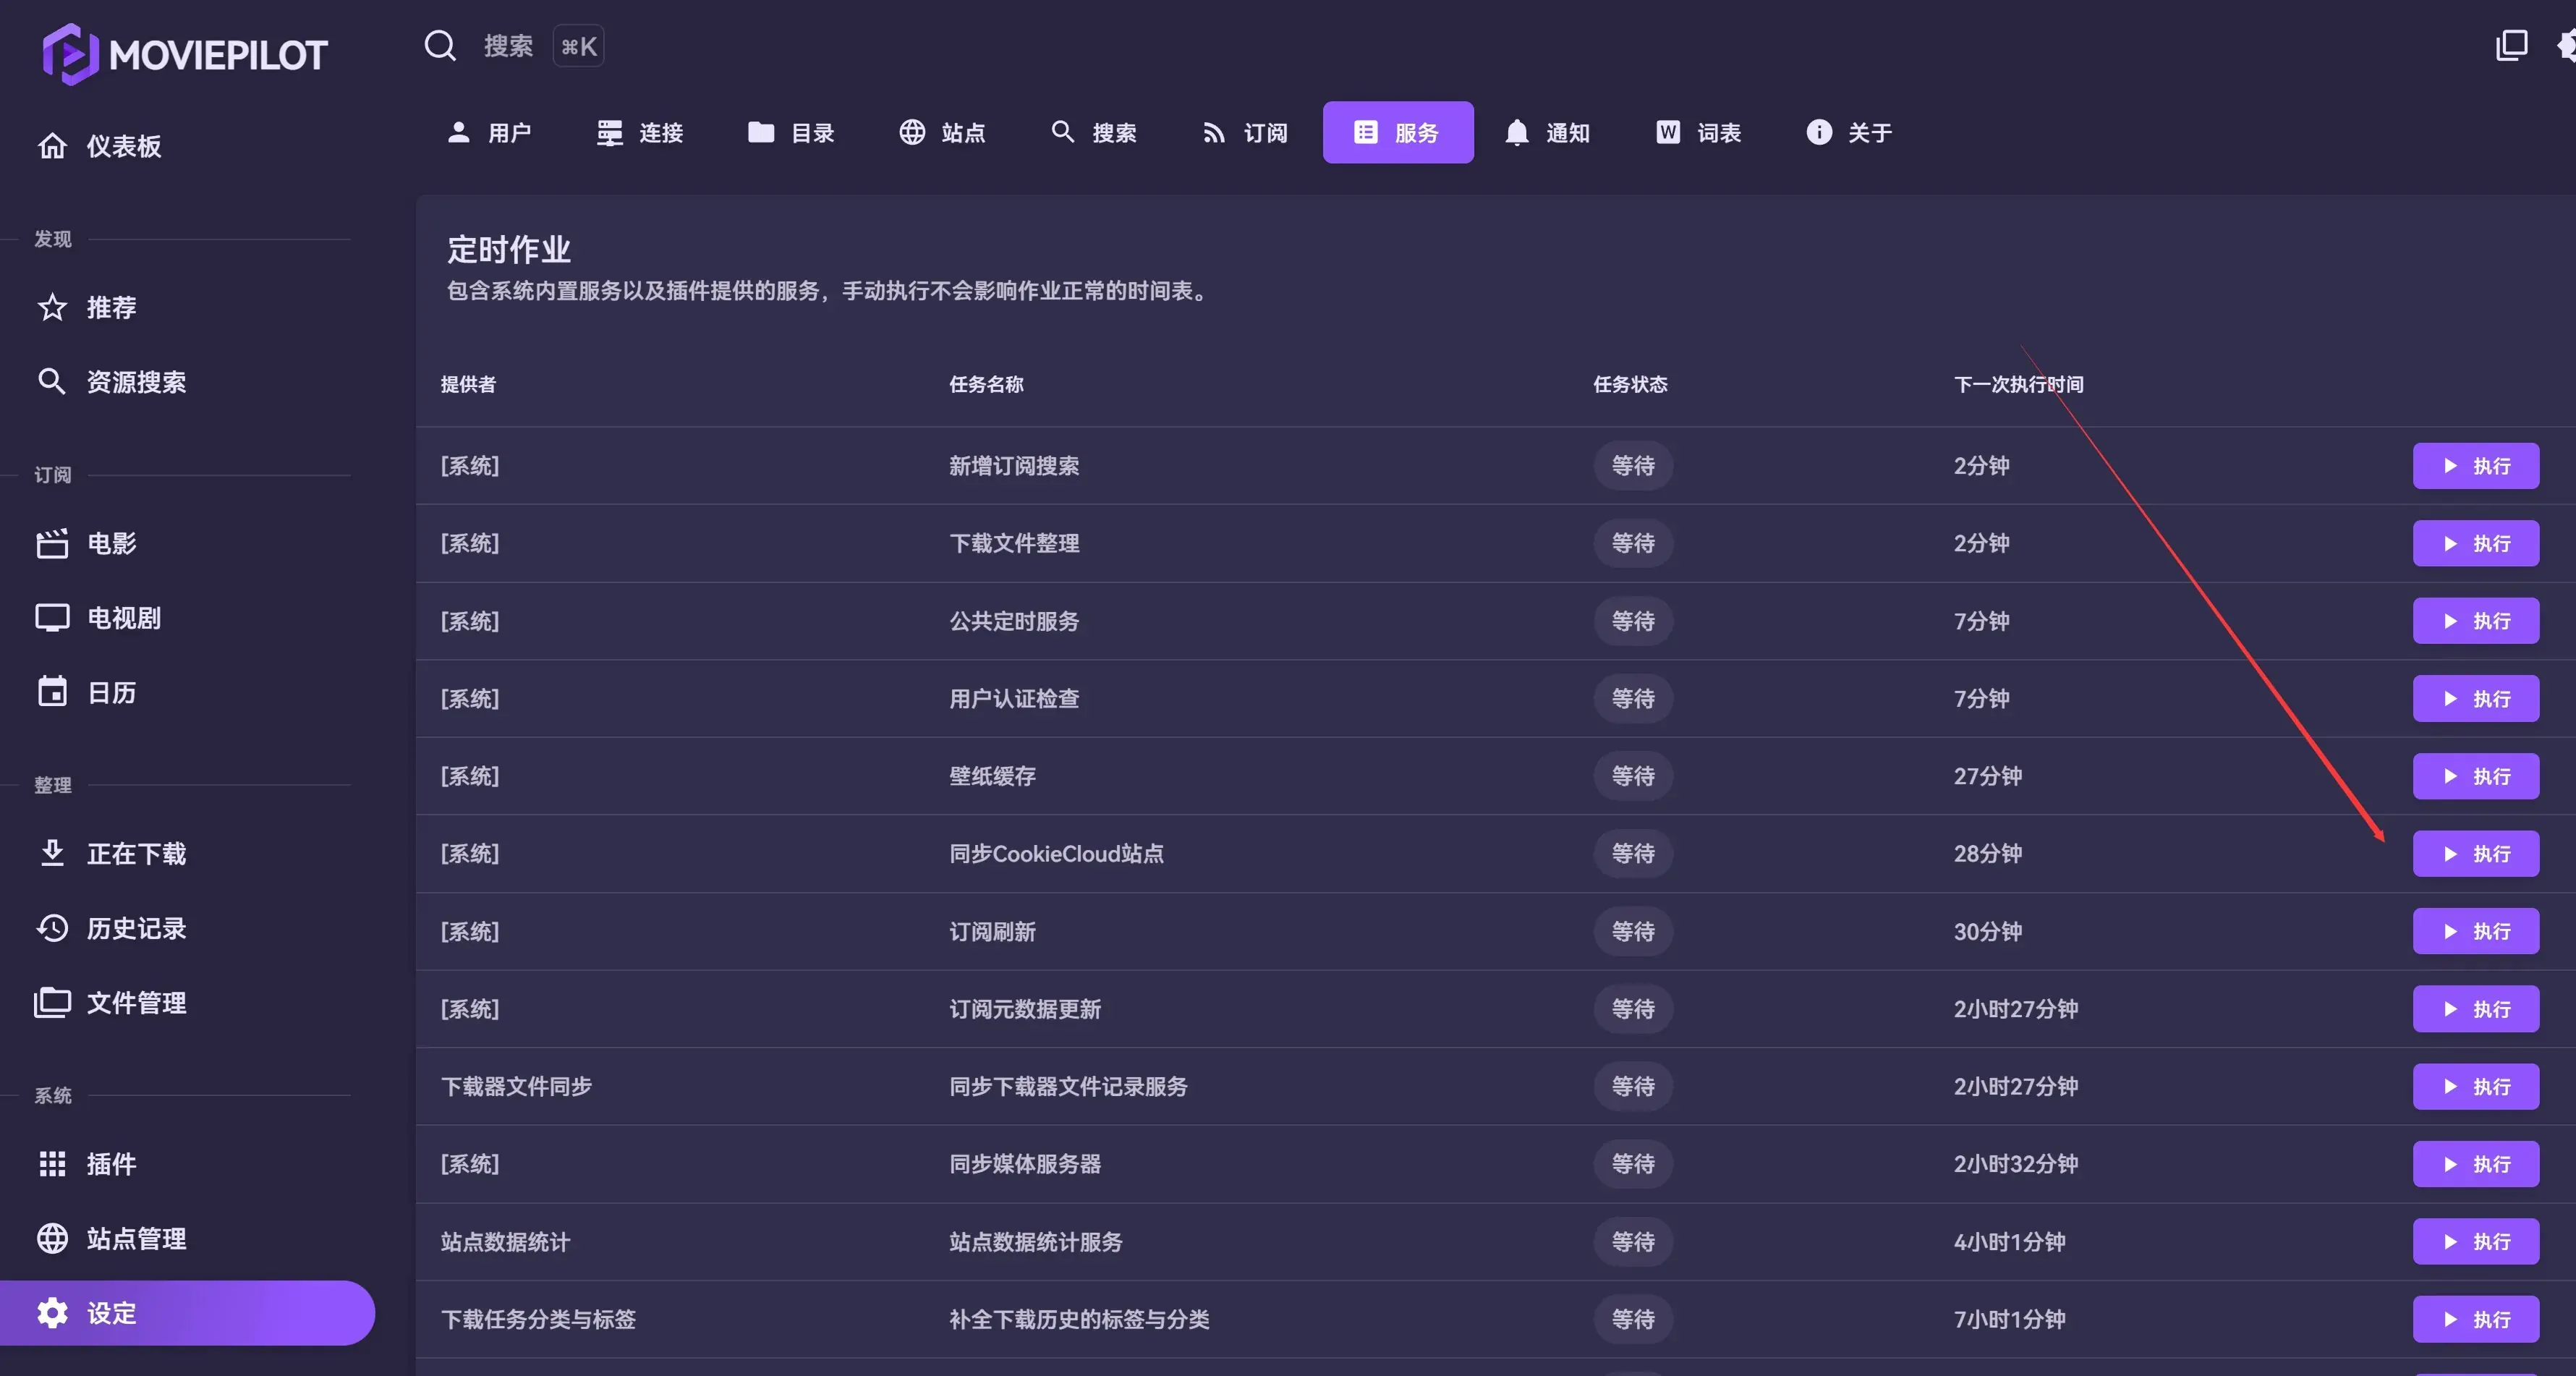 MOVIEPILOT
搜索 ⌘K
仪表板
发现
推荐
资源搜索
订阅
电影
电视剧
日历
整理
正在下载
历史记录
文件管理
系统
插件
站点管理
设定
用户 连接 目录 站点 搜索 订阅 服务 通知 词表 关于
定时作业
包含系统内置服务以及插件提供的服务，手动执行不会影响作业正常的时间表。
提供者 任务名称 任务状态 下一次执行时间
[系统] 新增订阅搜索 等待 2分钟 执行
[系统] 下载文件整理 等待 2分钟 执行
[系统] 公共定时服务 等待 7分钟 执行
[系统] 用户认证检查 等待 7分钟 执行
[系统] 壁纸缓存 等待 27分钟 执行
[系统] 同步CookieCloud站点 等待 28分钟 执行
[系统] 订阅刷新 等待 30分钟 执行
[系统] 订阅元数据更新 等待 2小时27分钟 执行
下载器文件同步 同步下载器文件记录服务 等待 2小时27分钟 执行
[系统] 同步媒体服务器 等待 2小时32分钟 执行
站点数据统计 站点数据统计服务 等待 4小时1分钟 执行
下载任务分类与标签 补全下载历史的标签与分类 等待 7小时1分钟 执行